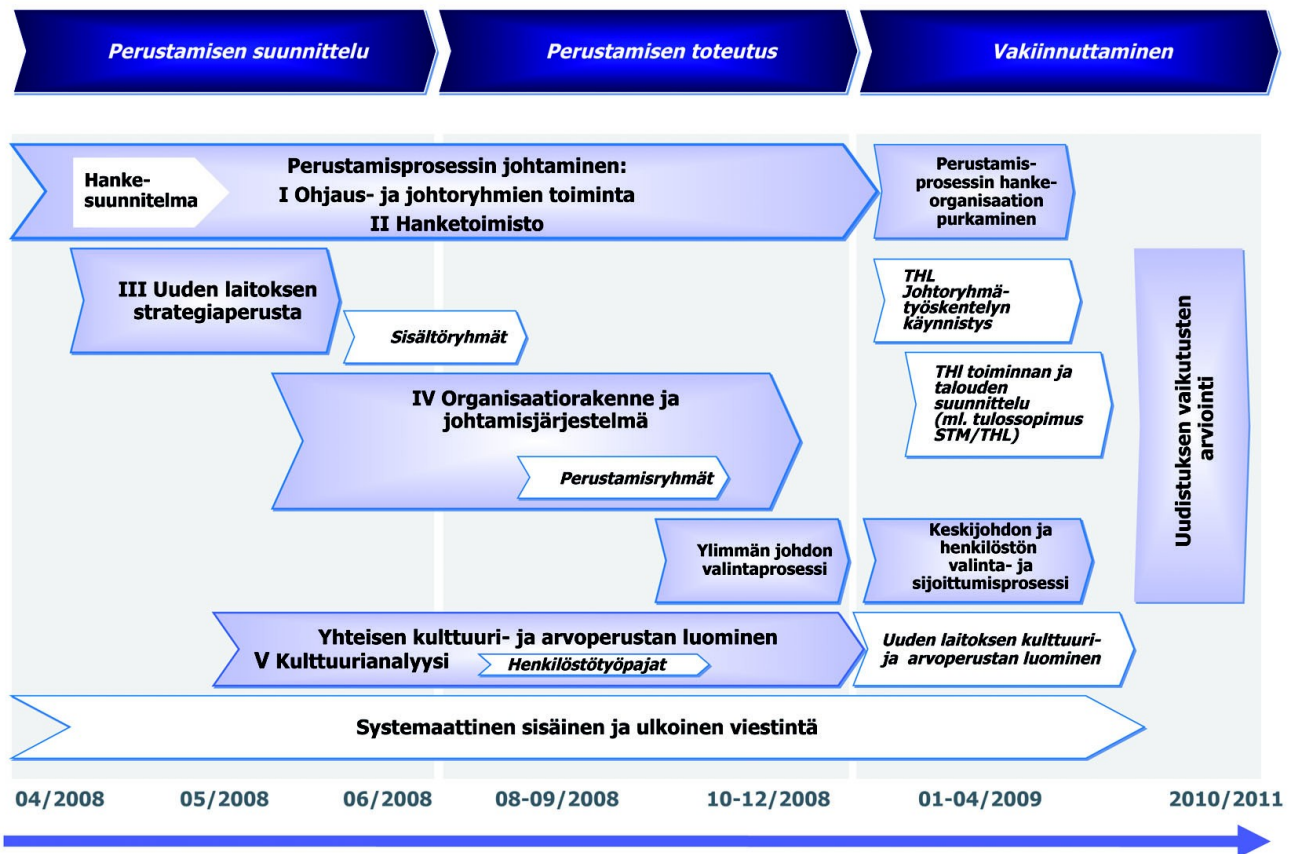 Perustamisen suunnittelu
Perustamisen toteutus
Vakiinnuttaminen
Hanke-
suunnitelma
Perustamisprosessin johtaminen:
I Ohjaus- ja johtoryhmien toiminta
II Hanketoimisto
Perustamis-
prosessin hanke-
organisaation
purkaminen
III Uuden laitoksen
strategiaperusta
Sisältöryhmät
THL
Johtoryhmä-
työskentelyn
käynnistys
IV Organisaatiorakenne ja
johtamisjärjestelmä
Perustamisryhmät
THl toiminnan ja
talouden
suunnittelu
(ml. tulossopimus
STM/THL)
Uudistuksen vaikutusten
arviointi
Ylimmän johdon
valintaprosessi
Keskijohdon ja
henkilöstön
valinta- ja
sijoittumisprosessi
Yhteisen kulttuuri- ja arvoperustan luominen
V Kulttuurianalyysi
Henkilöstötyöpajat
Uuden laitoksen kulttuuri-
ja arvoperustan luominen
Systemaattinen sisäinen ja ulkoinen viestintä
04/2008
05/2008
06/2008
08-09/2008
10-12/2008
01-04/2009
2010/2011